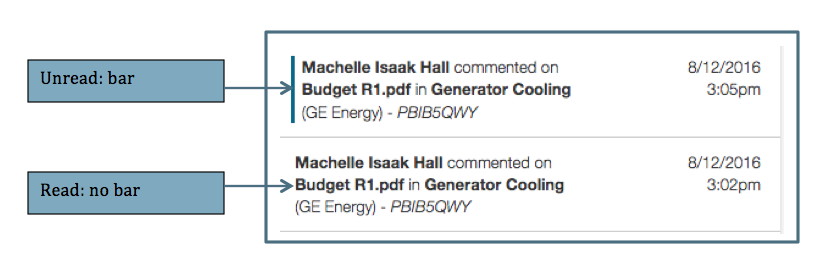 Unread: bar
Machelle Isaak Hall commented on 8/12/2016
Budget R1.pdf in Generator Cooling 3:05pm
(GE Energy) - PBIB5QWY
Read: no bar
Machelle Isaak Hall commented on 8/12/2016
Budget R1.pdf in Generator Cooling 3:02pm
(GE Energy) - PBIB5QWY